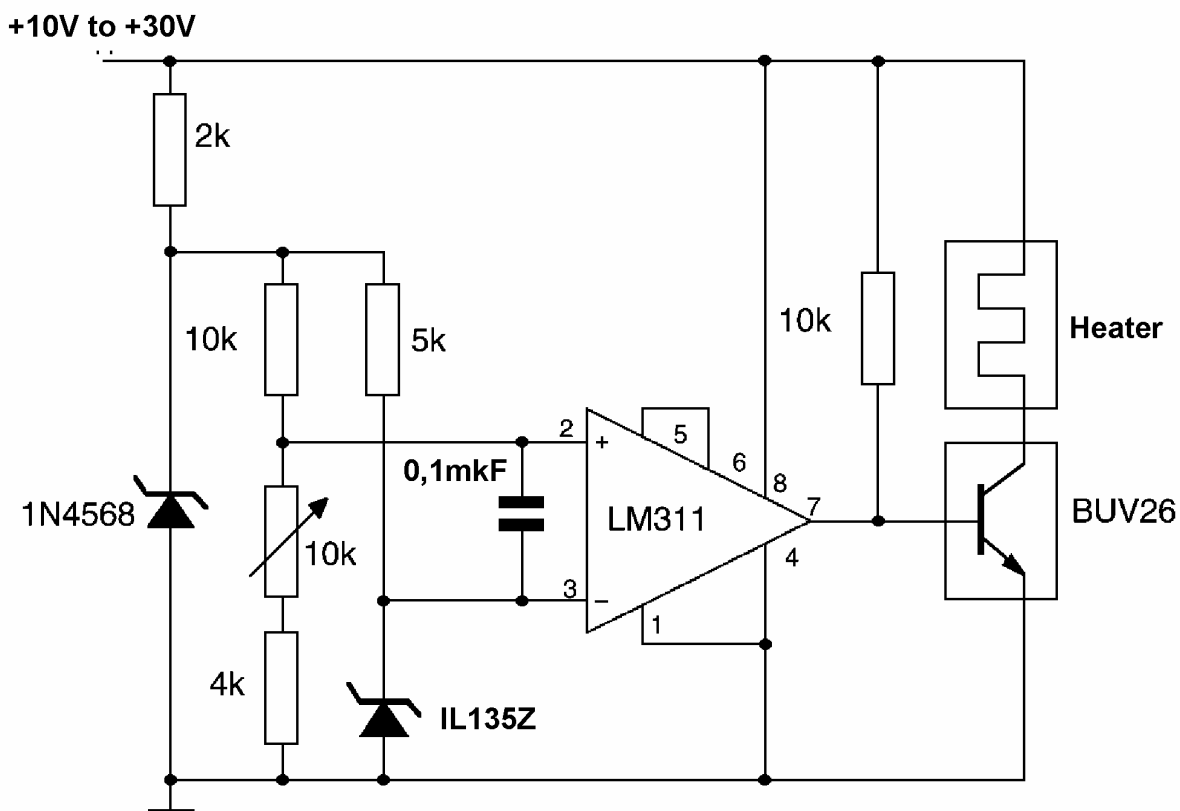 +10V to +30V
2k
10k
5k
10k
Heater
2
+
5
6
8
0,1mkF
7
1N4568
LM311
BUV26
10k
4
3
−
1
4k
IL135Z